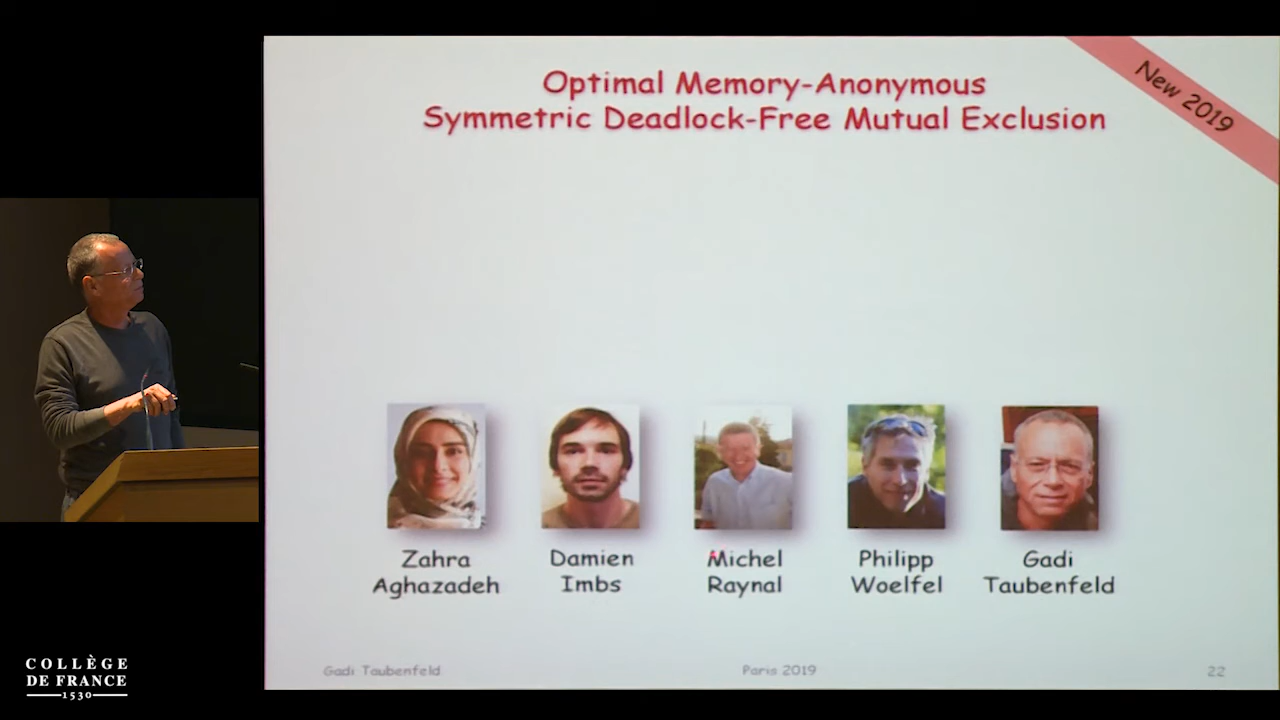 Optimal Memory-Anonymous
Symmetric Deadlock-Free Mutual Exclusion
New 2019
Zahra
Aghazadeh
Damien
Imbs
Michel
Raynal
Philipp
Woelfel
Gadi
Taubenfeld
Gadi Taubenfeld
Paris 2019
22
COLLÈGE
DE FRANCE
1530